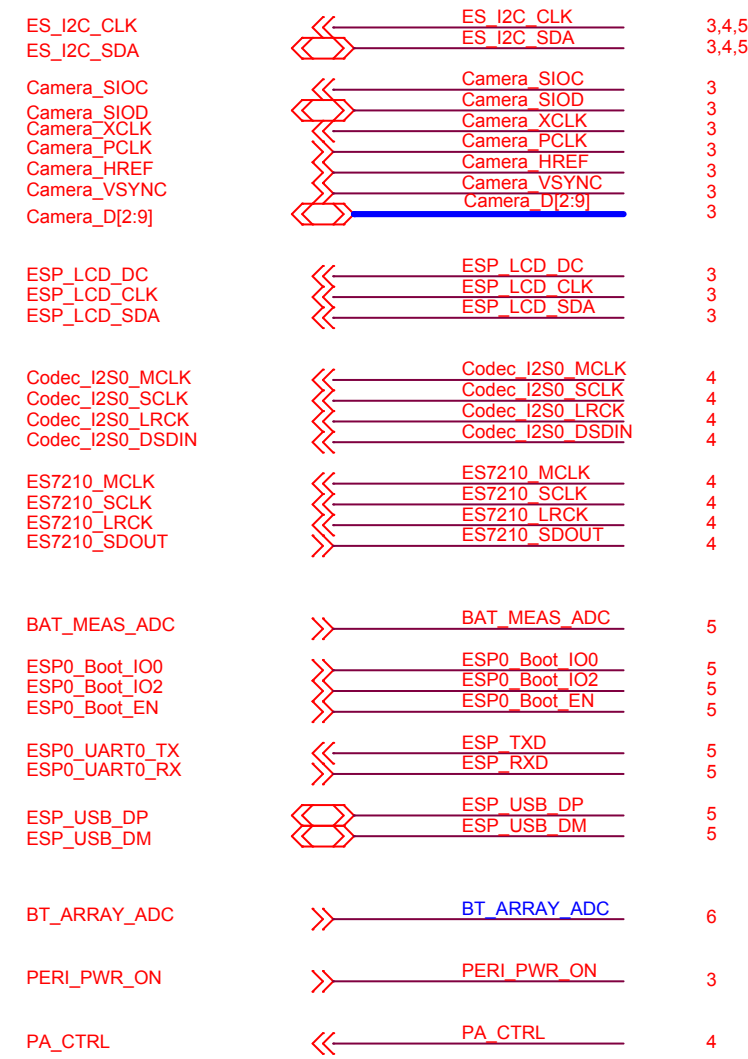 ES_I2C_CLK ES_I2C_CLK 3,4,5
ES_I2C_SDA ES_I2C_SDA 3,4,5
Camera_SIOC Camera_SIOC 3
Camera_SIOD Camera_SIOD 3
Camera_XCLK Camera_XCLK 3
Camera_PCLK Camera_PCLK 3
Camera_HREF Camera_HREF 3
Camera_VSYNC Camera_VSYNC 3
Camera_D[2:9] Camera_D[2:9] 3
ESP_LCD_DC ESP_LCD_DC 3
ESP_LCD_CLK ESP_LCD_CLK 3
ESP_LCD_SDA ESP_LCD_SDA 3
Codec_I2S0_MCLK Codec_I2S0_MCLK 4
Codec_I2S0_SCLK Codec_I2S0_SCLK 4
Codec_I2S0_LRCK Codec_I2S0_LRCK 4
Codec_I2S0_DSDIN Codec_I2S0_DSDIN 4
ES7210_MCLK ES7210_MCLK 4
ES7210_SCLK ES7210_SCLK 4
ES7210_LRCK ES7210_LRCK 4
ES7210_SDOUT ES7210_SDOUT 4
BAT_MEAS_ADC BAT_MEAS_ADC 5
ESP0_Boot_IO0 ESP0_Boot_IO0 5
ESP0_Boot_IO2 ESP0_Boot_IO2 5
ESP0_Boot_EN ESP0_Boot_EN 5
ESP0_UART0_TX ESP_TXD 5
ESP0_UART0_RX ESP_RXD 5
ESP_USB_DP ESP_USB_DP 5
ESP_USB_DM ESP_USB_DM 5
BT_ARRAY_ADC BT_ARRAY_ADC 6
PERI_PWR_ON PERI_PWR_ON 3
PA_CTRL PA_CTRL 4